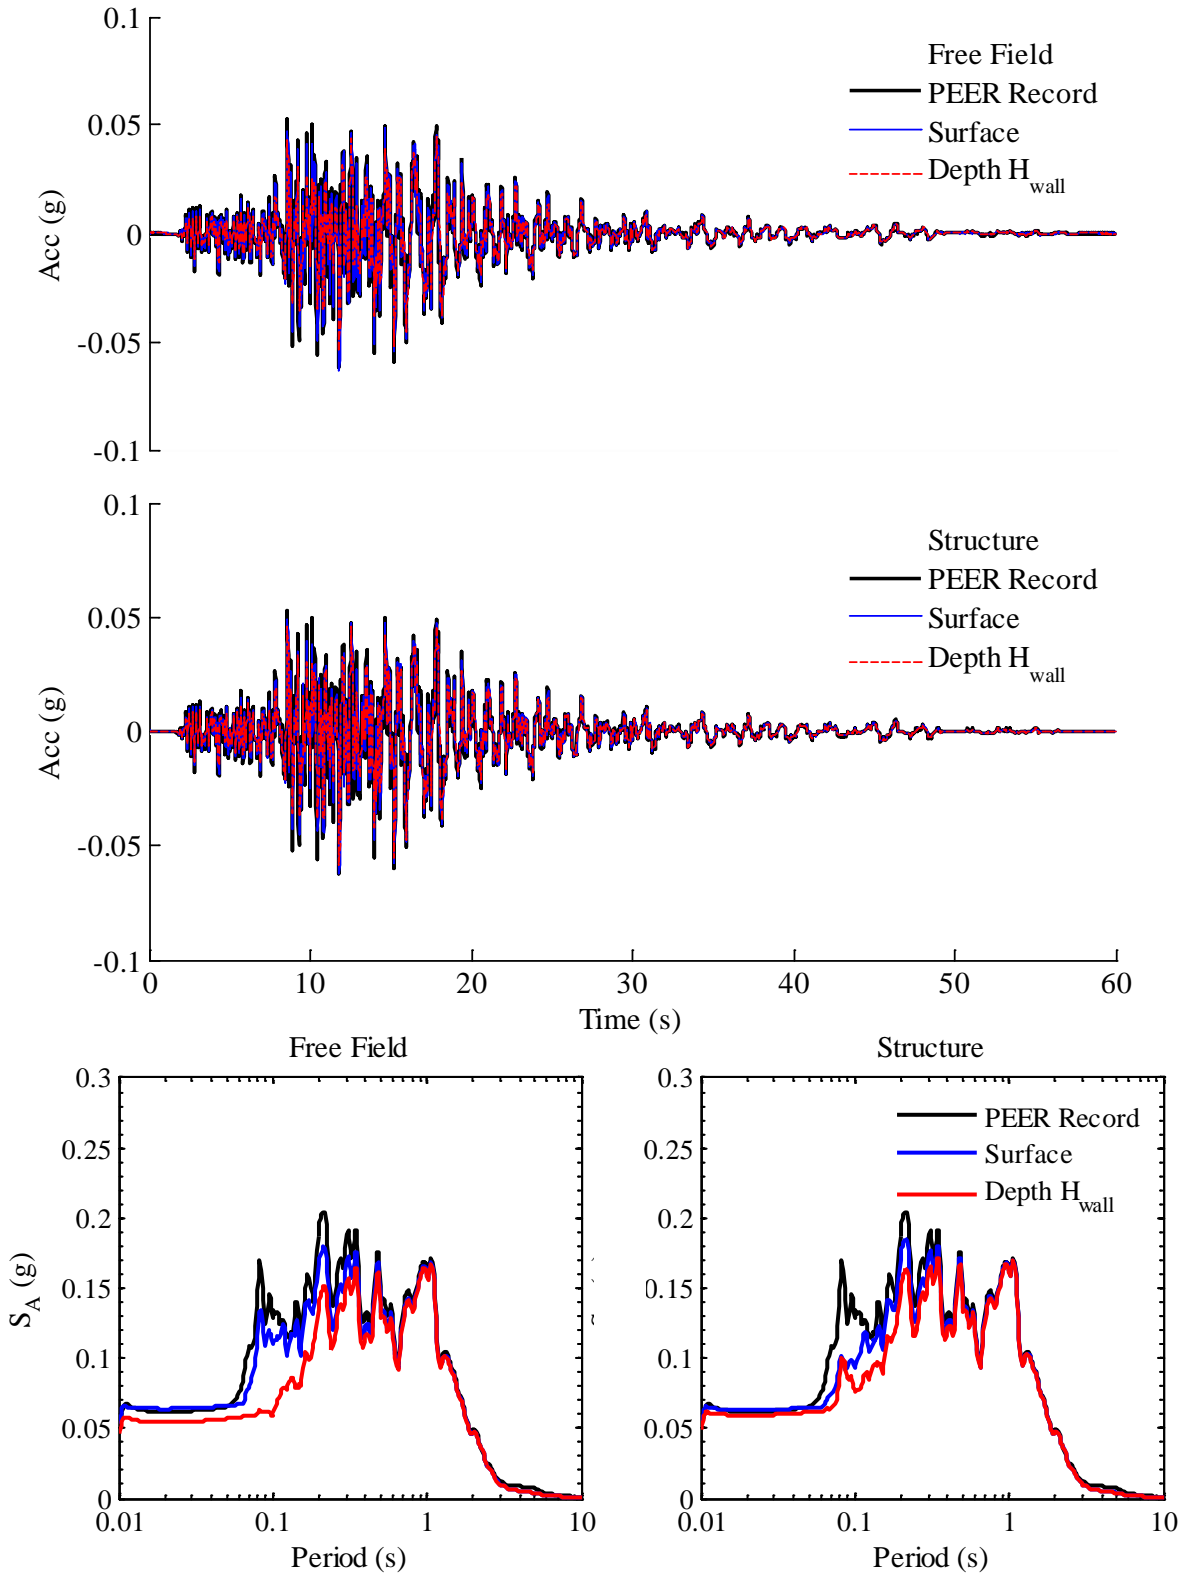 0.1
Free Field
PEER Record
0.05
Surface
Depth H_wall
0
Acc (g)
-0.05
-0.1
0.1
Structure
PEER Record
0.05
Surface
Depth H_wall
0
Acc (g)
-0.05
-0.1
0 10 20 30 40 50 60
Time (s)
Free Field
0.3
0.25
0.2
0.15
0.1
0.05
0
S_A (g)
0.01 0.1 1 10
Period (s)
Structure
0.3
PEER Record
0.25
Surface
Depth H_wall
0.2
0.15
0.1
0.05
0
0.01 0.1 1 10
Period (s)